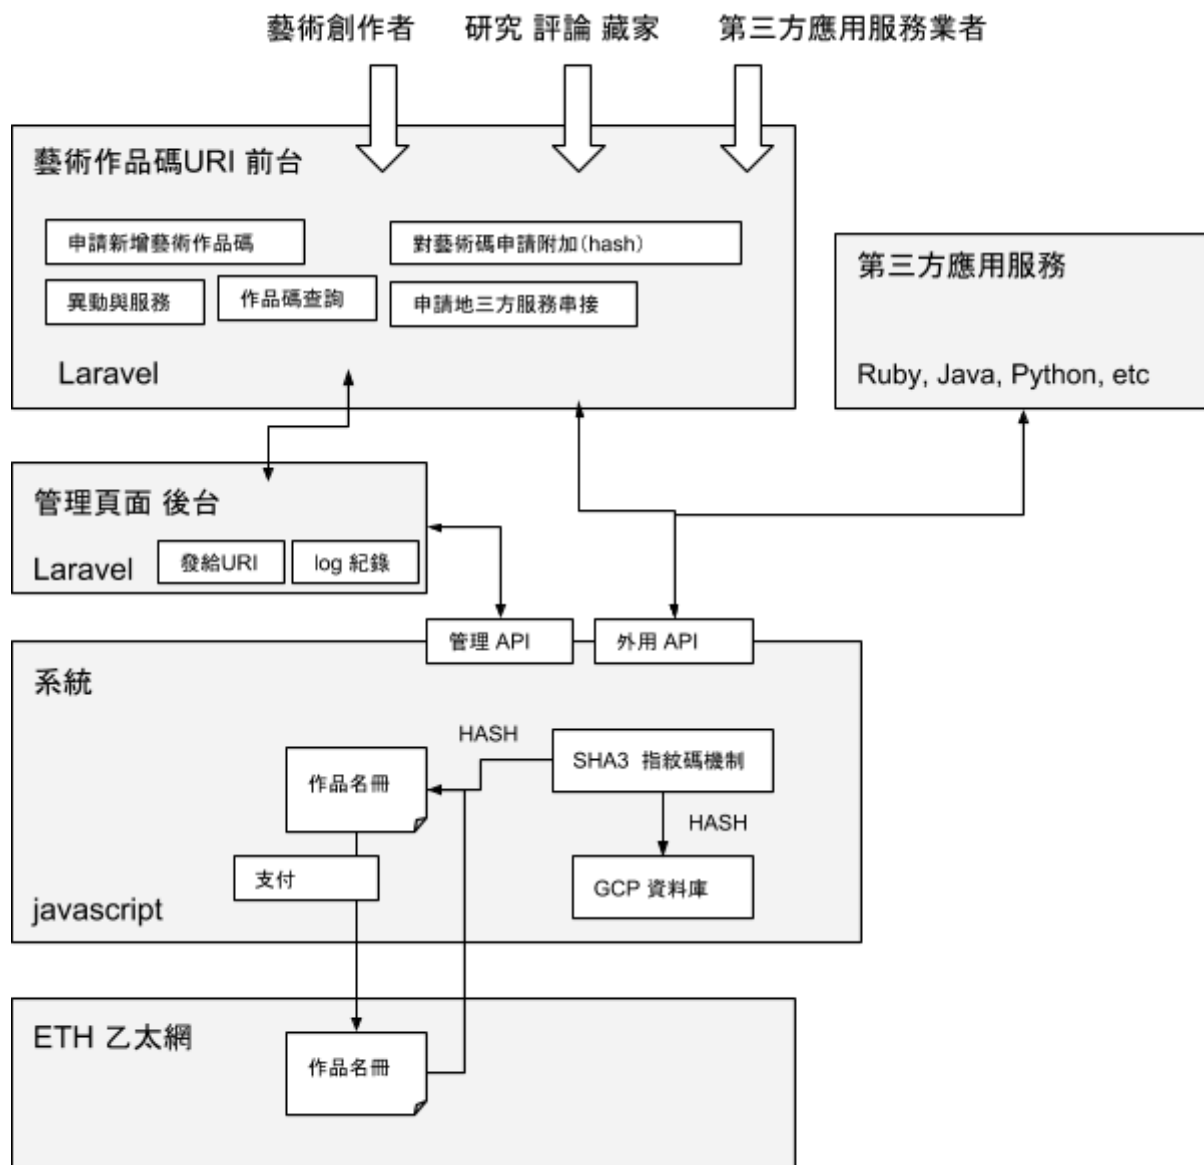 藝術創作者 研究 評論 藏家 第三方應用服務業者
藝術作品碼URI 前台
申請新增藝術作品碼
對藝術碼申請附加(hash)
異動與服務
作品碼查詢
申請地三方服務串接
Laravel
第三方應用服務
Ruby, Java, Python, etc
管理頁面 後台
Laravel
發給URI
log 紀錄
管理 API
外用 API
系統
HASH
SHA3 指紋碼機制
作品名冊
HASH
支付
GCP 資料庫
javascript
ETH 乙太網
作品名冊